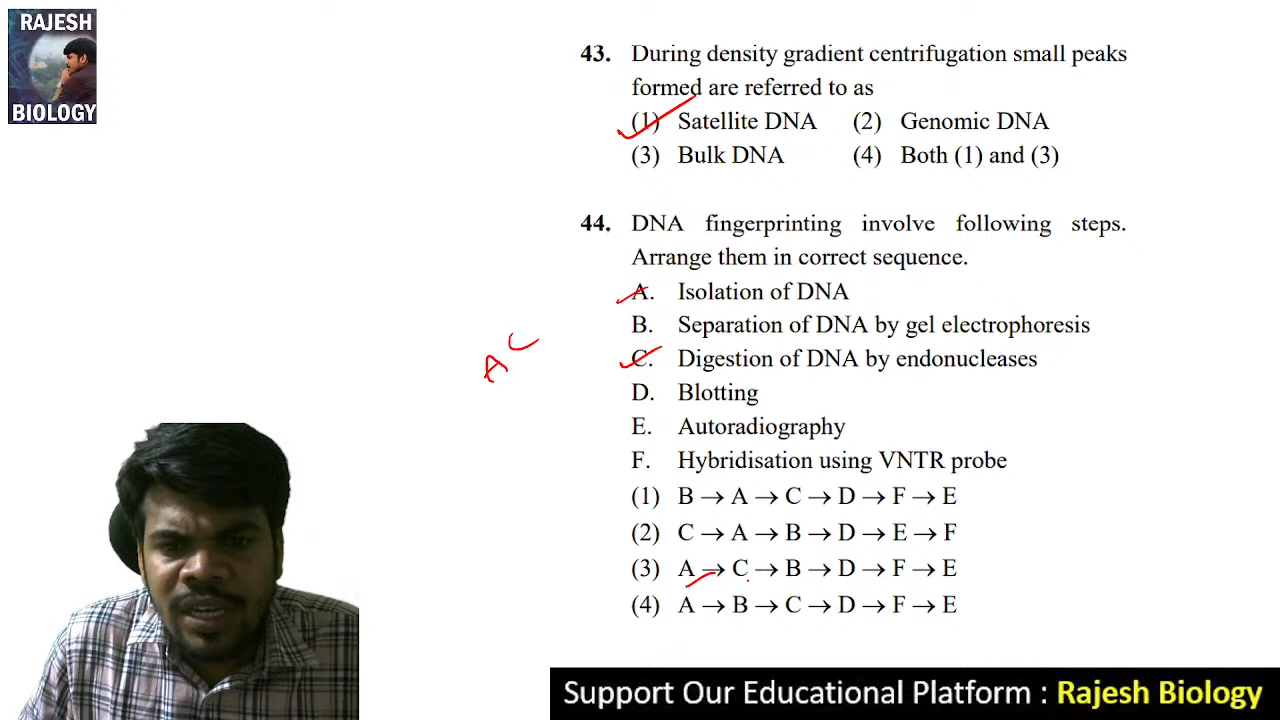 RAJESH
BIOLOGY
43. During density gradient centrifugation small peaks
formed are referred to as
(1) Satellite DNA (2) Genomic DNA
(3) Bulk DNA (4) Both (1) and (3)
44. DNA fingerprinting involve following steps.
Arrange them in correct sequence.
A. Isolation of DNA
B. Separation of DNA by gel electrophoresis
C. Digestion of DNA by endonucleases
D. Blotting
E. Autoradiography
F. Hybridisation using VNTR probe
(1) B → A → C → D → F → E
(2) C → A → B → D → E → F
(3) A → C → B → D → F → E
(4) A → B → C → D → F → E
A C
Support Our Educational Platform : Rajesh Biology